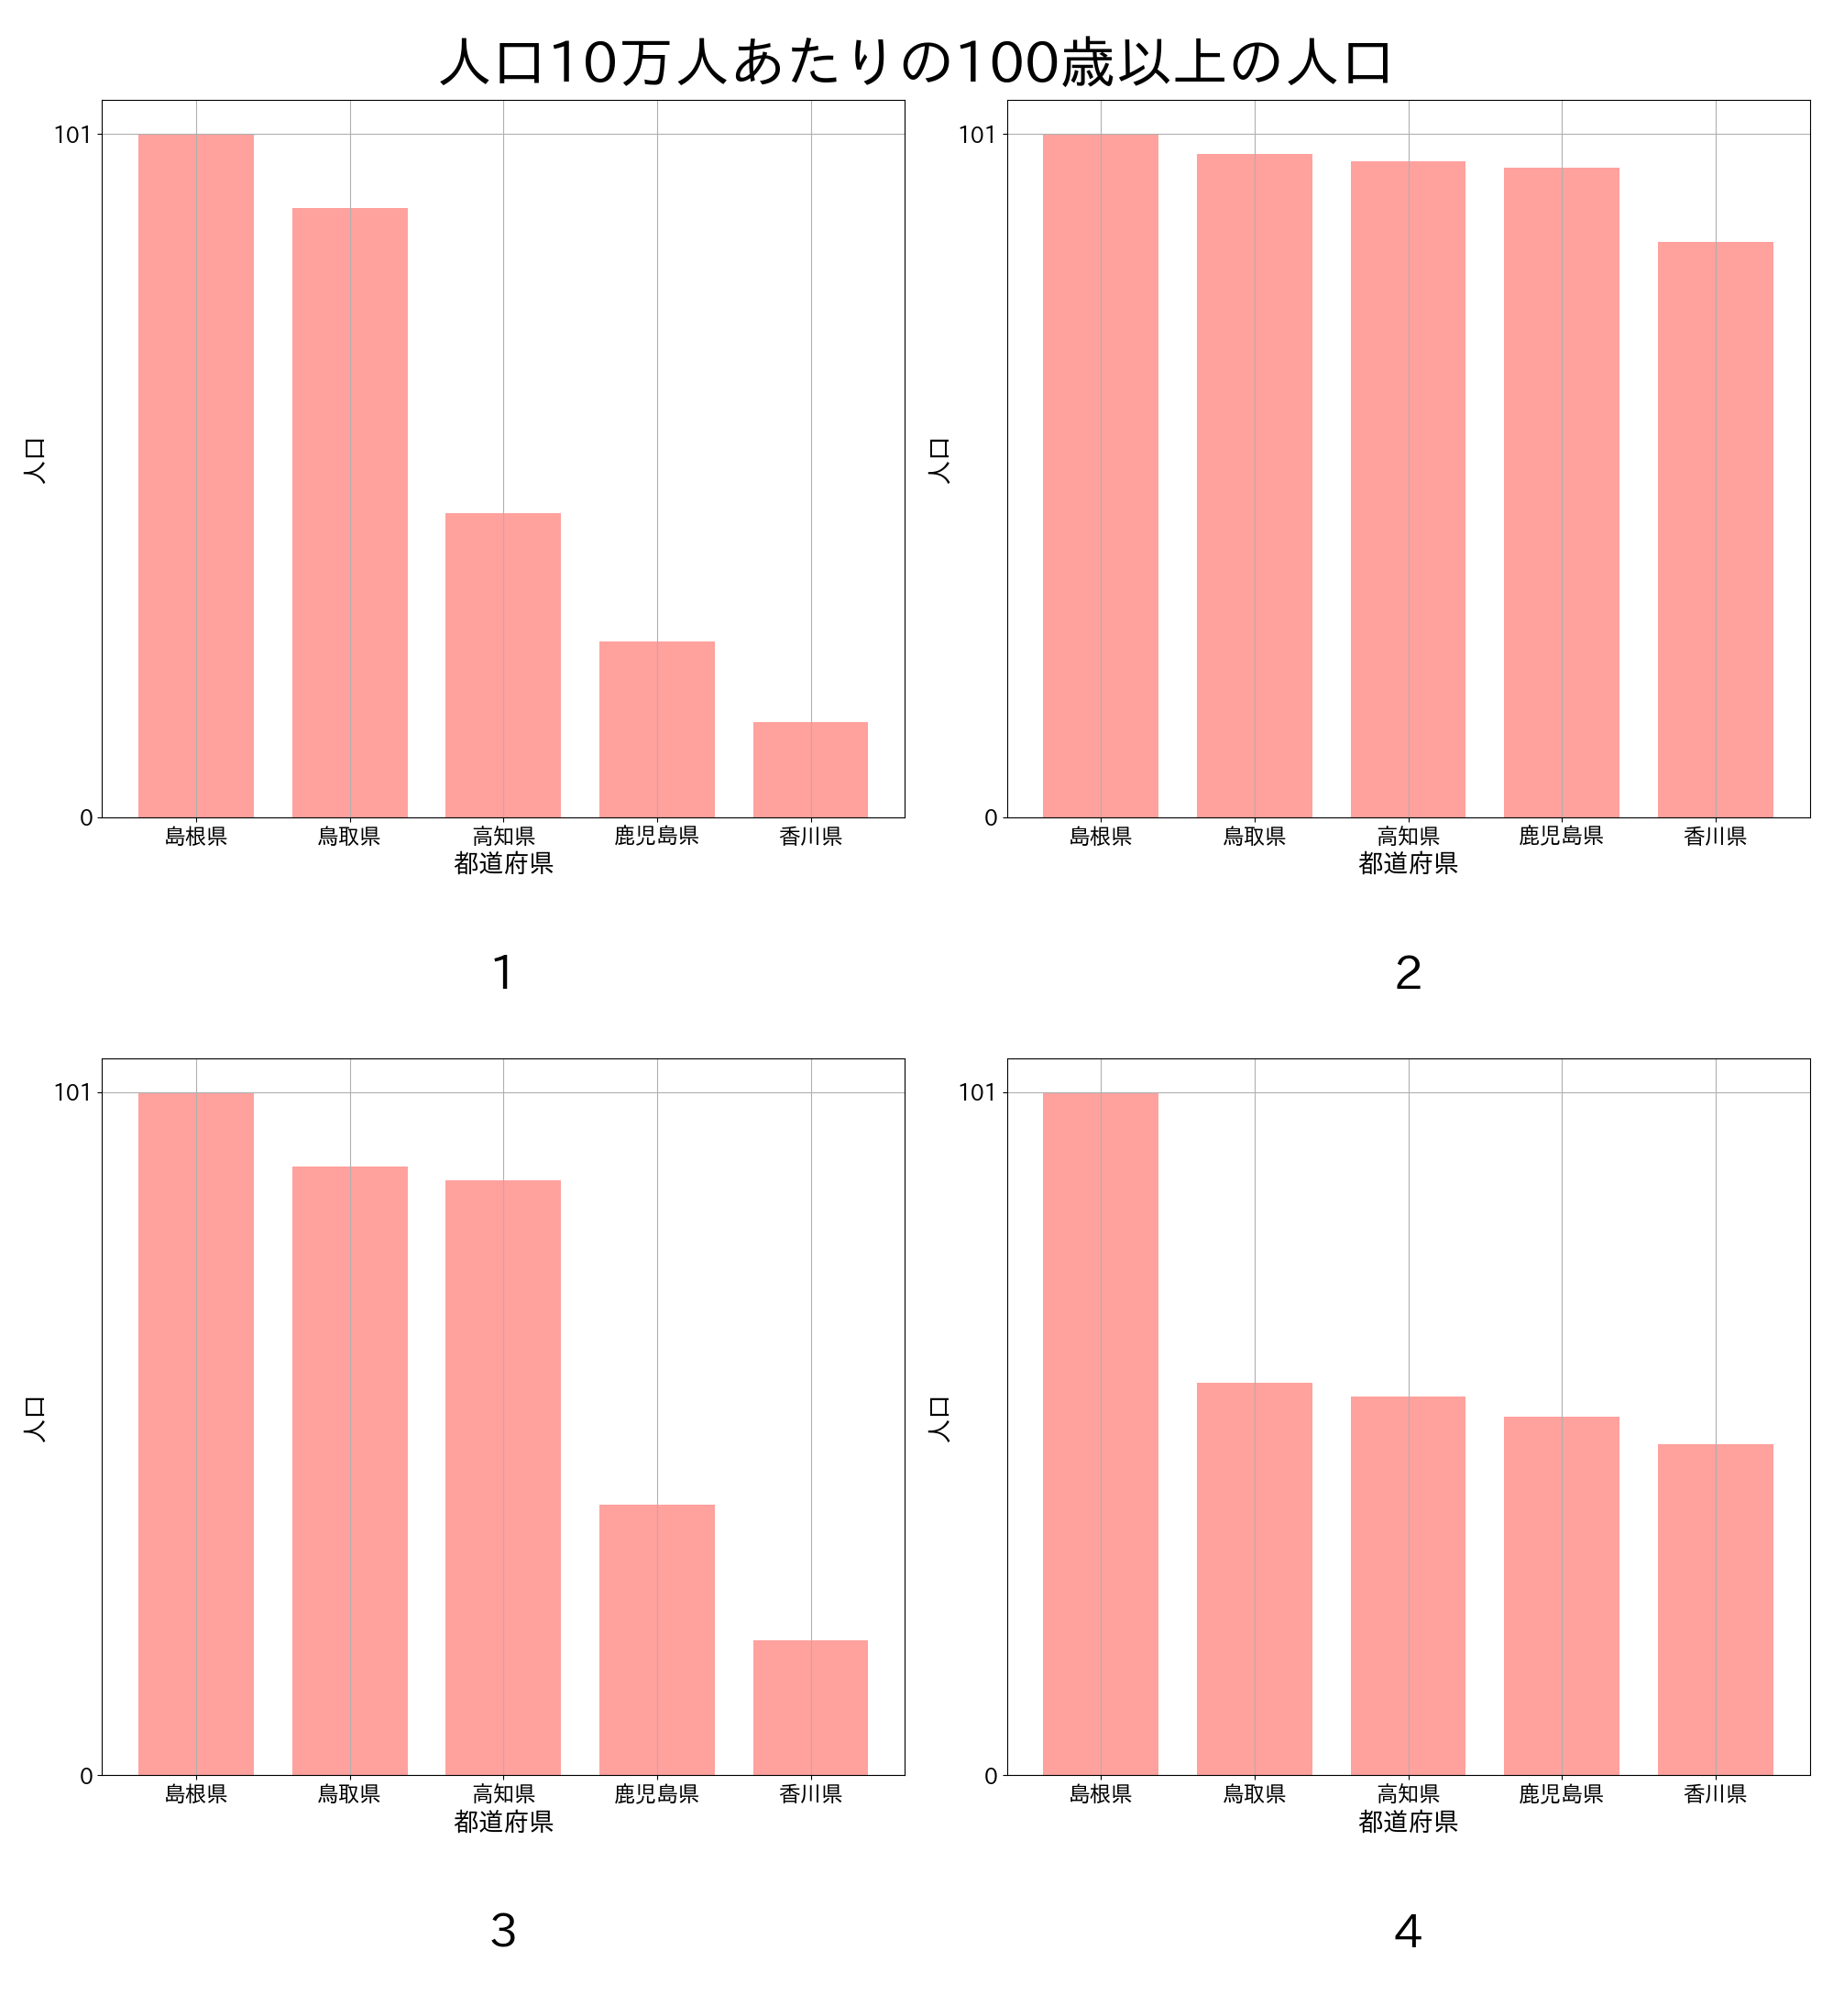 人口10万人あたりの100歳以上の人口
101
0
人口
島根県 鳥取県 高知県 鹿児島県 香川県
都道府県
1
101
0
人口
島根県 鳥取県 高知県 鹿児島県 香川県
都道府県
2
101
0
人口
島根県 鳥取県 高知県 鹿児島県 香川県
都道府県
3
101
0
人口
島根県 鳥取県 高知県 鹿児島県 香川県
都道府県
4